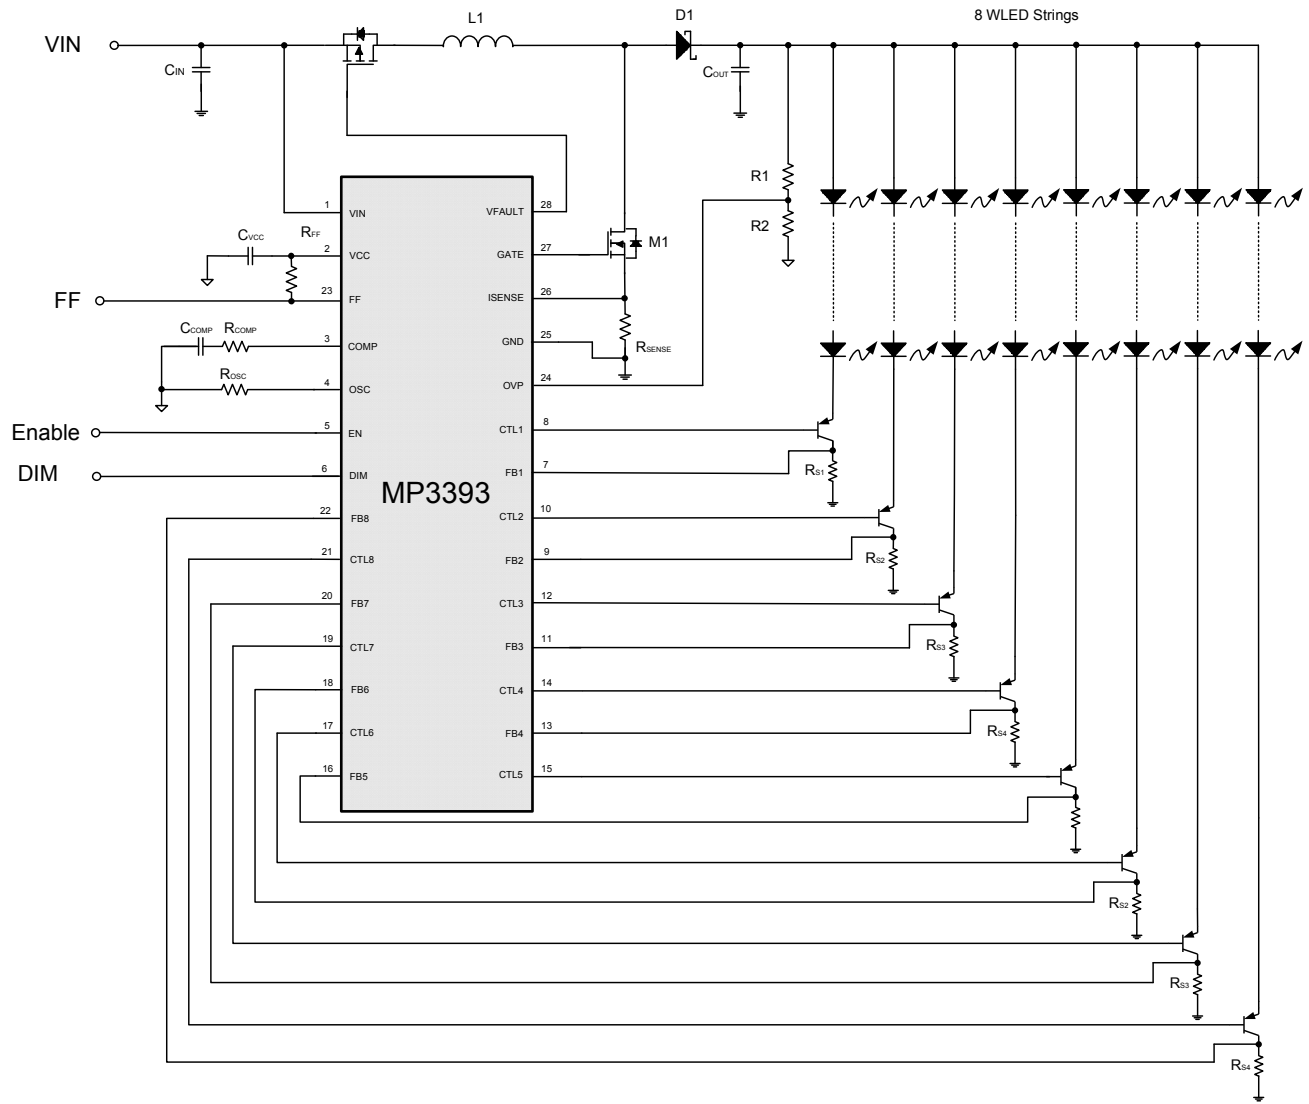 L1
D1
8 WLED Strings
VIN
CIN
COUT
R1
R2
1
VIN
VFAULT
28
CVCC
RFF
2
VCC
GATE
27
M1
FF
23
FF
ISENSE
26
CCOMP
RCOMP
3
COMP
GND
25
RSENSE
ROSC
4
OSC
OVP
24
Enable
5
EN
CTL1
8
DIM
6
DIM
FB1
7
RS1
MP3393
22
FB8
CTL2
10
21
CTL8
FB2
9
RS2
20
FB7
CTL3
12
19
CTL7
FB3
11
RS3
18
FB6
CTL4
14
17
CTL6
FB4
13
RS4
16
FB5
CTL5
15
RS2
RS3
RS4